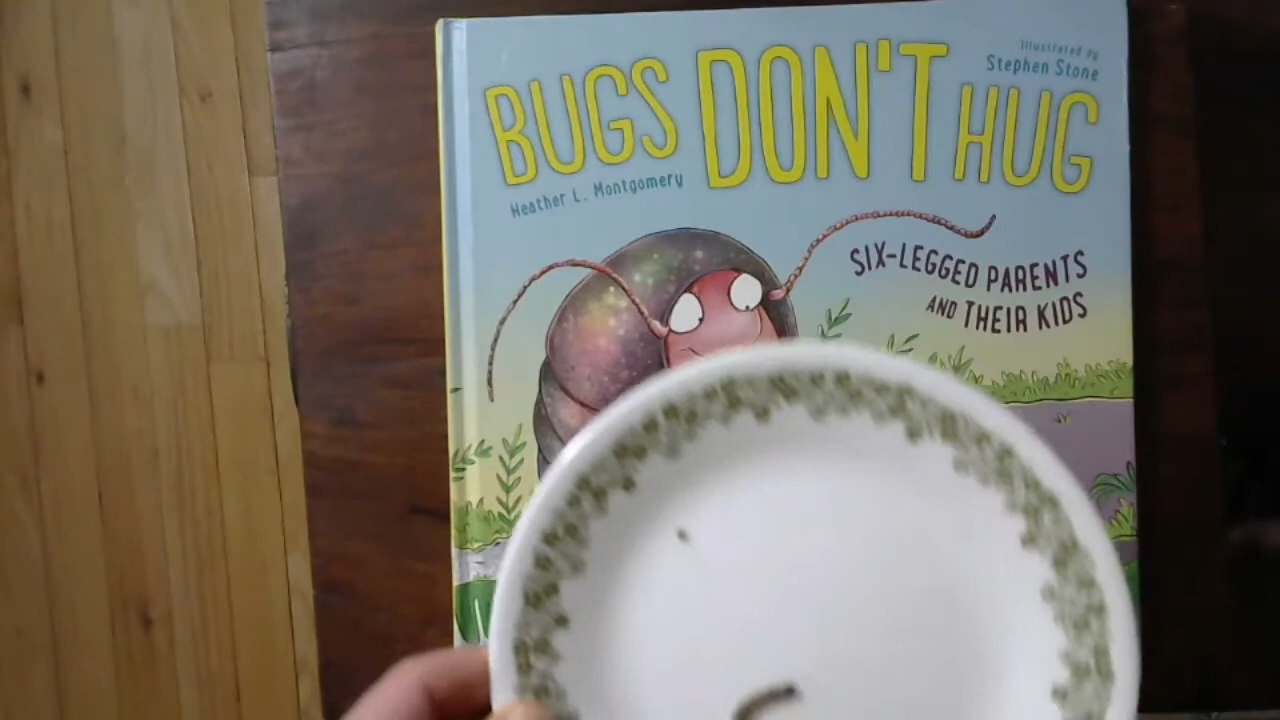 Illustrated by
Stephen Stone
BUGS DON'T HUG
Heather L. Montgomery
SIX-LEGGED PARENTS
AND THEIR KIDS